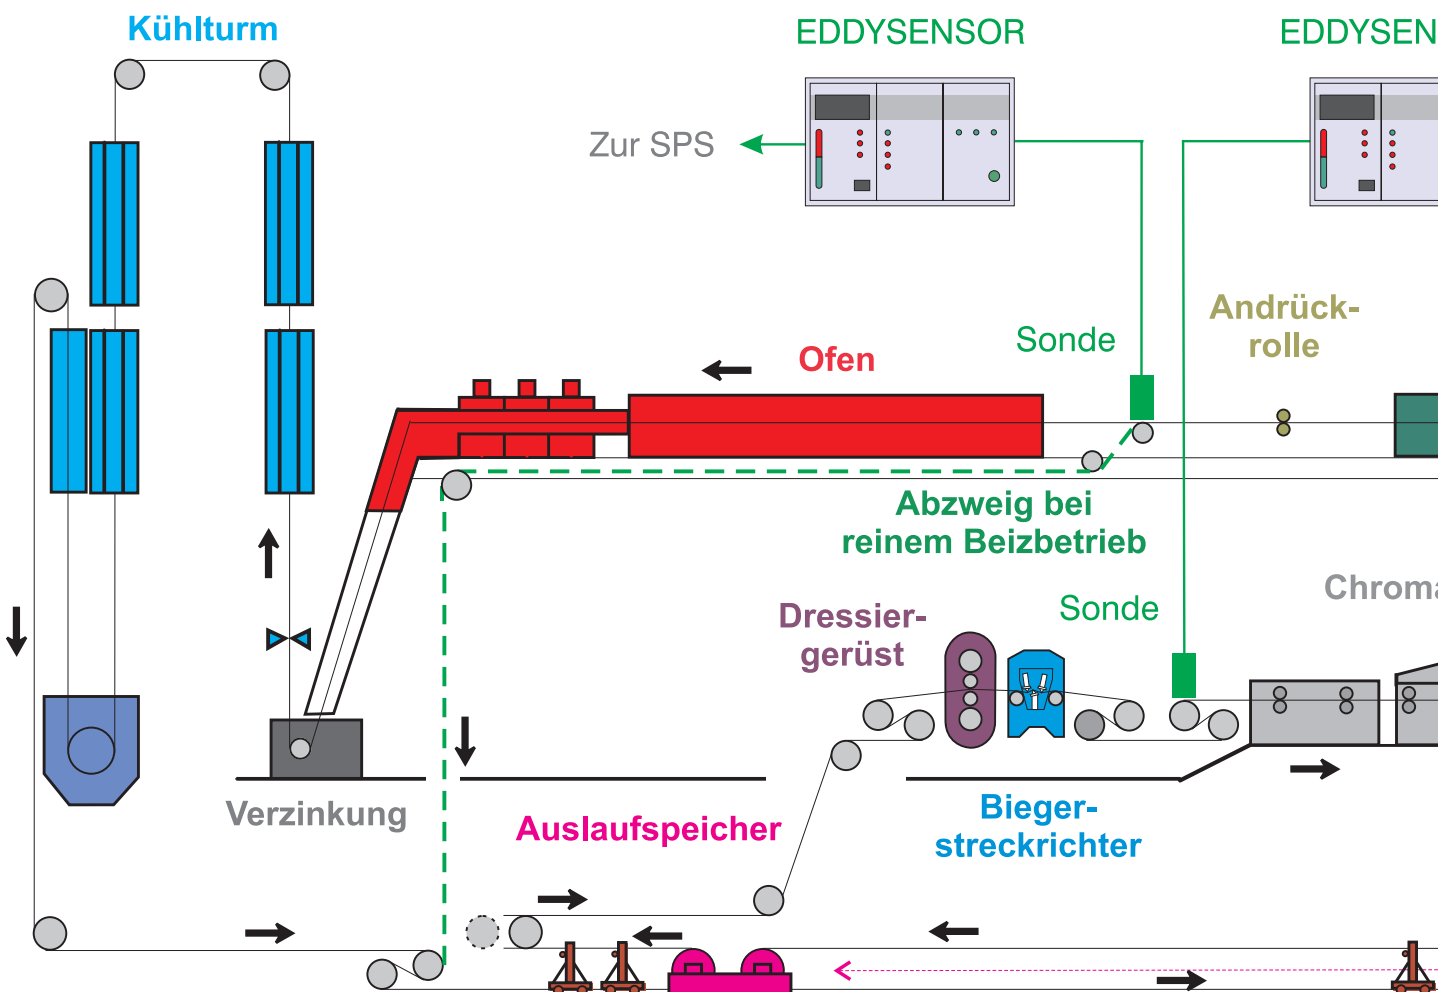 Kühlturm
EDDYSENSOR
EDDYSEN
Zur SPS
Andrück-
rolle
Sonde
Ofen
Abzweig bei
reinem Beizbetrieb
Chroma
Sonde
Dressier-
gerüst
Verzinkung
Auslaufspeicher
Bieger-
streckrichter